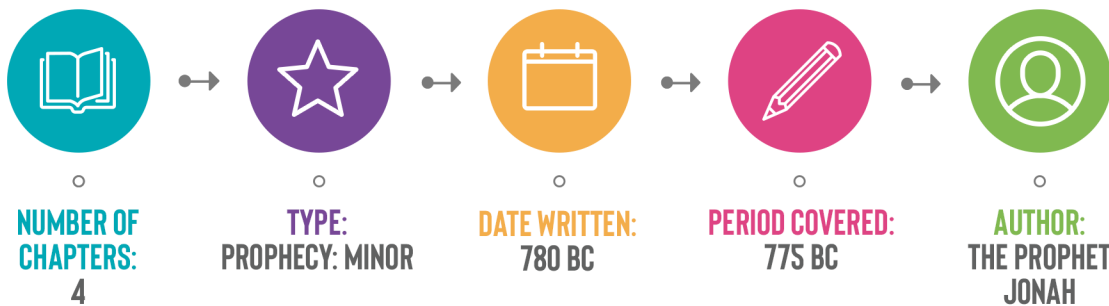 NUMBER OF
CHAPTERS:
4
TYPE:
PROPHECY: MINOR
DATE WRITTEN:
780 BC
PERIOD COVERED:
775 BC
AUTHOR:
THE PROPHET
JONAH